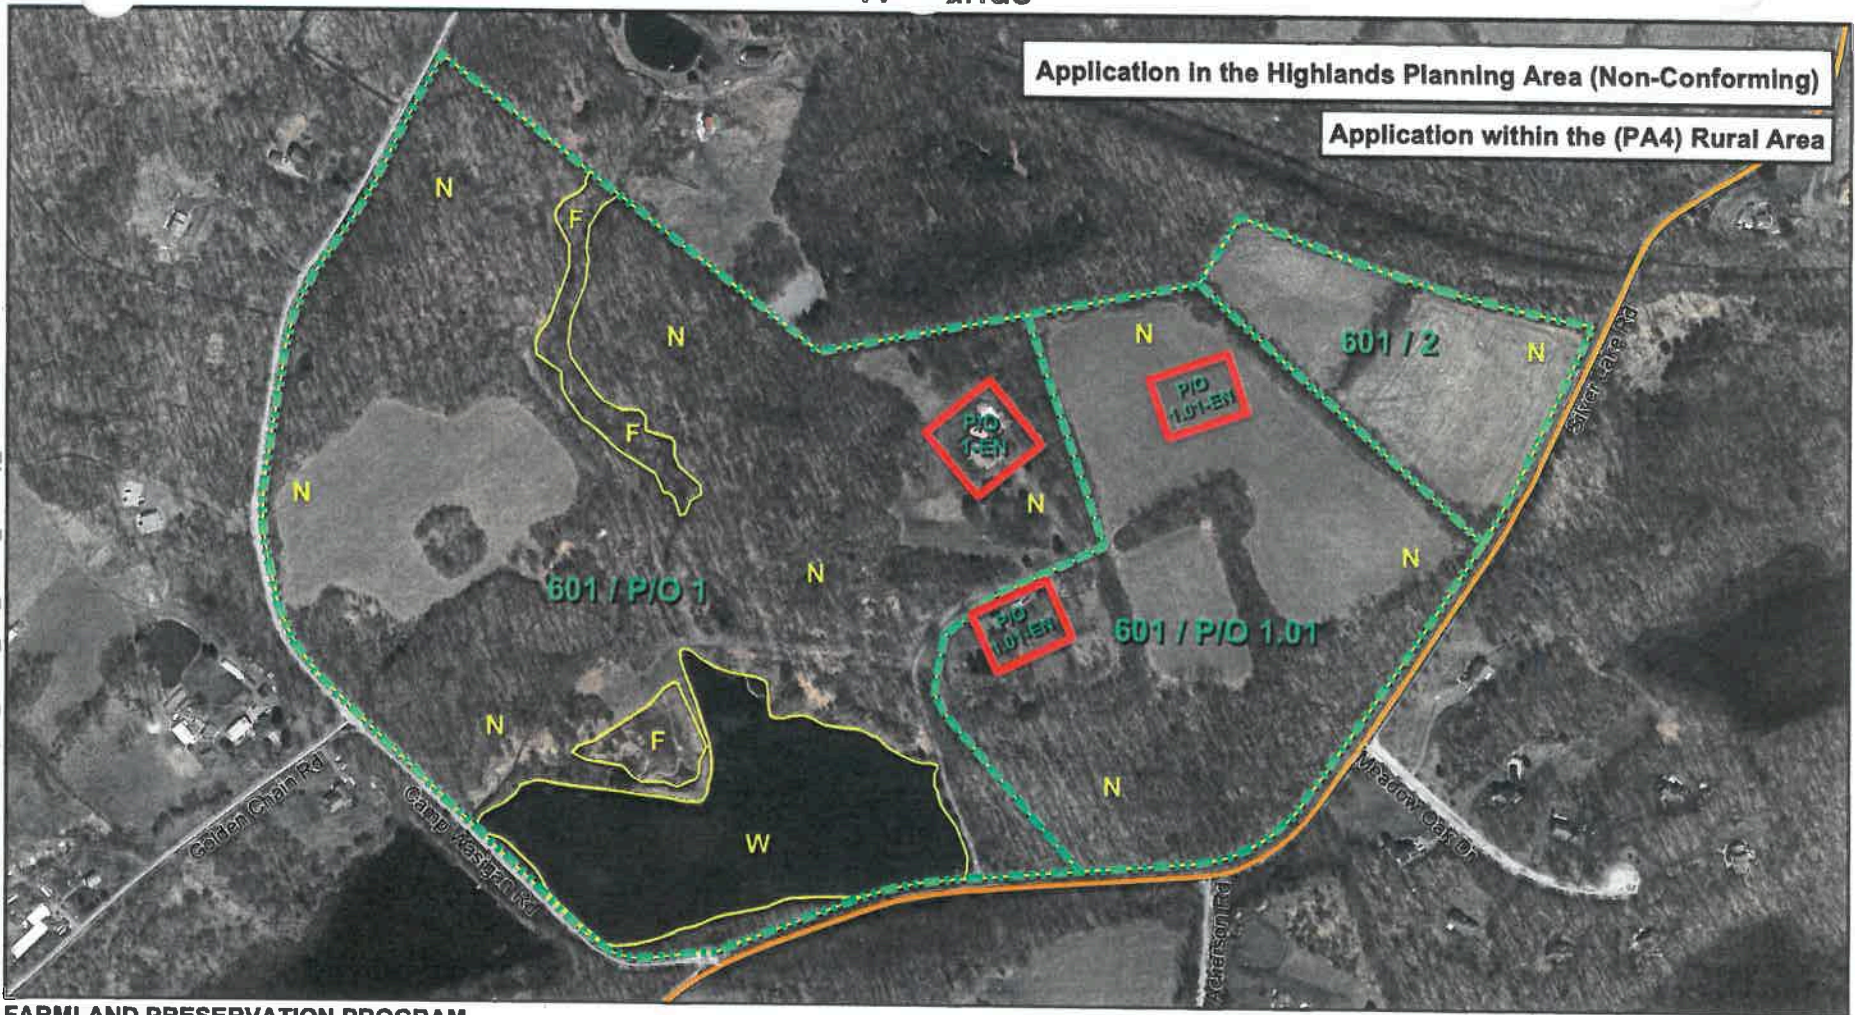 Application in the Highlands Planning Area (Non-Conforming)
Application within the (PA4) Rural Area
N
F
N
N
601 / 2
N
P/O
1.01-EN
P/O
1-EN
F
N
N
N
N
601 / P/O 1
P/O
1.01-EN
601 / P/O 1.01
N
F
N
W
Silver Lake Rd
Golden Chain Rd
Camp Wasigan Rd
Meadow Oak Dr
Acherson Rd
FARMLAND PRESERVATION PROGRAM